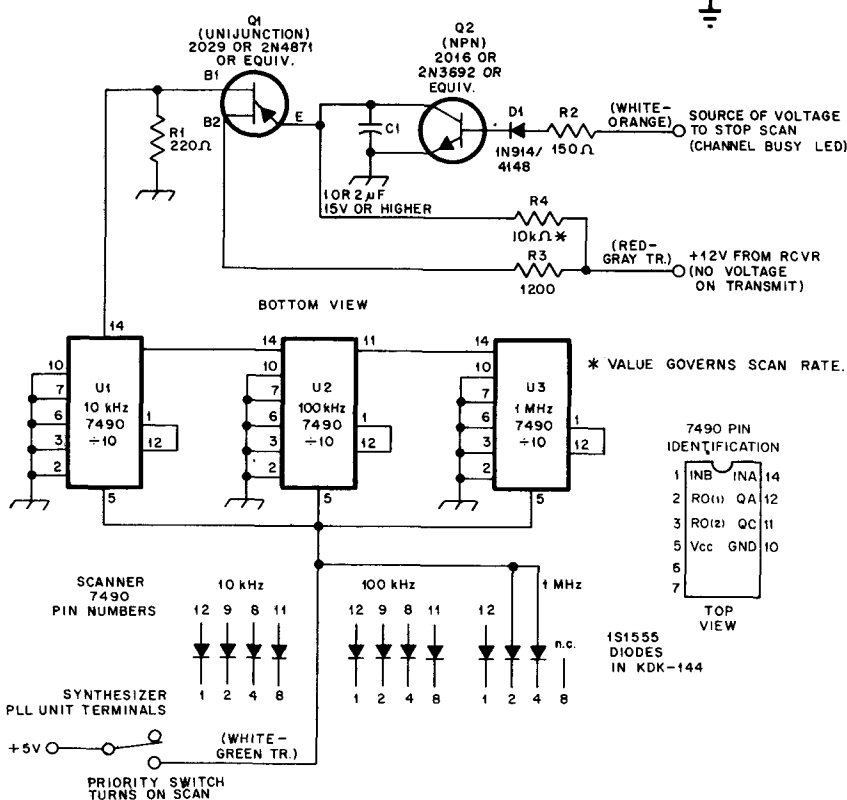 Q1
(UNIJUNCTION)
2029 OR 2N4871
OR EQUIV.
B1
B2
E
R1
220Ω
C1
1 OR 2 µF
15V OR HIGHER
Q2
(NPN)
2016 OR
2N3692 OR
EQUIV.
D1
1N914/
4148
R2
150Ω
(WHITE-
ORANGE)
SOURCE OF VOLTAGE
TO STOP SCAN
(CHANNEL BUSY LED)
R4
10kΩ*
R3
1200
(RED-
GRAY TR.)
+12V FROM RCVR
(NO VOLTAGE
ON TRANSMIT)
BOTTOM VIEW
14
10
7
6
3
2
U1
10 kHz
7490
÷10
1
12
5
14
10
7
6
3
2
U2
100 kHz
7490
÷10
11
1
12
5
14
10
7
6
3
2
U3
1 MHz
7490
÷10
1
12
5
* VALUE GOVERNS SCAN RATE.
7490 PIN
IDENTIFICATION
1 INB INA 14
2 RO(1) QA 12
3 RO(2) QC 11
5 Vcc GND 10
6
7
TOP
VIEW
SCANNER
7490
PIN NUMBERS
10 kHz
12 9 8 11
1 2 4 8
100 kHz
12 9 8 11
1 2 4 8
1 MHz
12
n.c.
1 2 4 8
1S1555
DIODES
IN KDK-144
SYNTHESIZER
PLL UNIT TERMINALS
+5V
(WHITE-
GREEN TR.)
PRIORITY SWITCH
TURNS ON SCAN